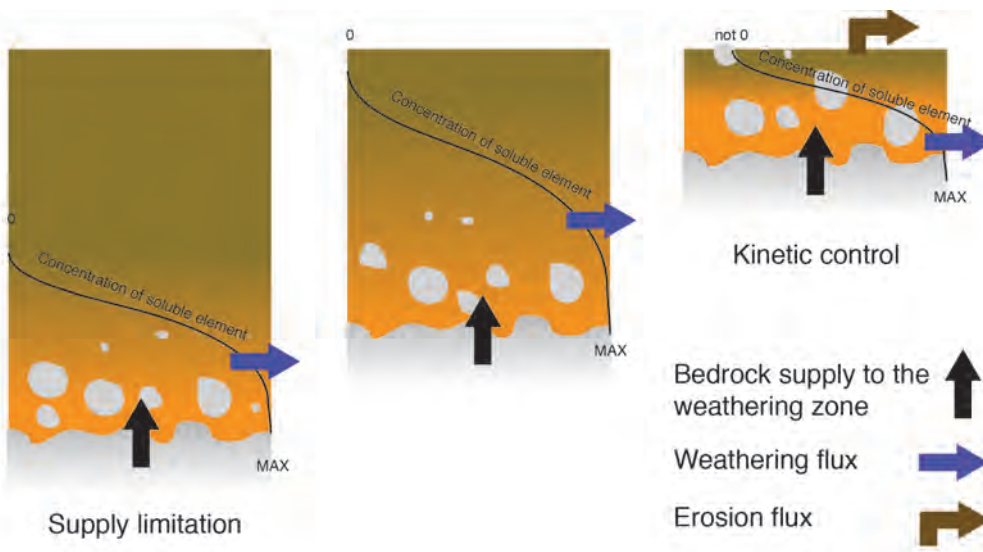 0
Concentration of soluble element
MAX
Supply limitation
0
Concentration of soluble element
MAX
not 0
Concentration of soluble element
MAX
Kinetic control
Bedrock supply to the
weathering zone
Weathering flux
Erosion flux